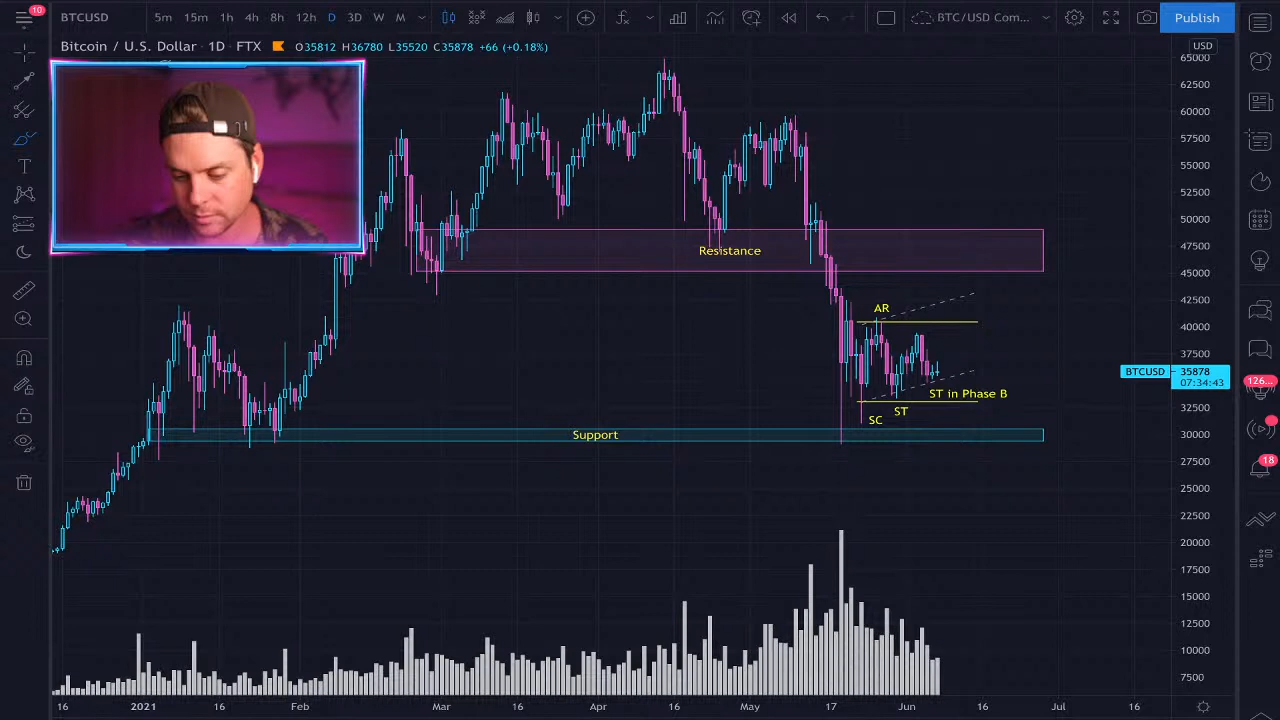 10
BTCUSD 5m 15m 1h 4h 8h 12h D 3D W M BTC/USD Com... Publish
Bitcoin / U.S. Dollar · 1D · FTX O35812 H36780 L35520 C35878 +66 (+0.18%)
USD
65000
60000
57500
55000
52500
50000
47500
45000
42500
40000
37500
32500
30000
27500
25000
22500
20000
17500
15000
12500
10000
7500
Resistance
AR
BTCUSD 35878
07:34:43
ST in Phase B
ST
SC
Support
126...
18
16 2021 16 Feb Mar 16 Apr 16 May 17 Jun 16 Jul 16